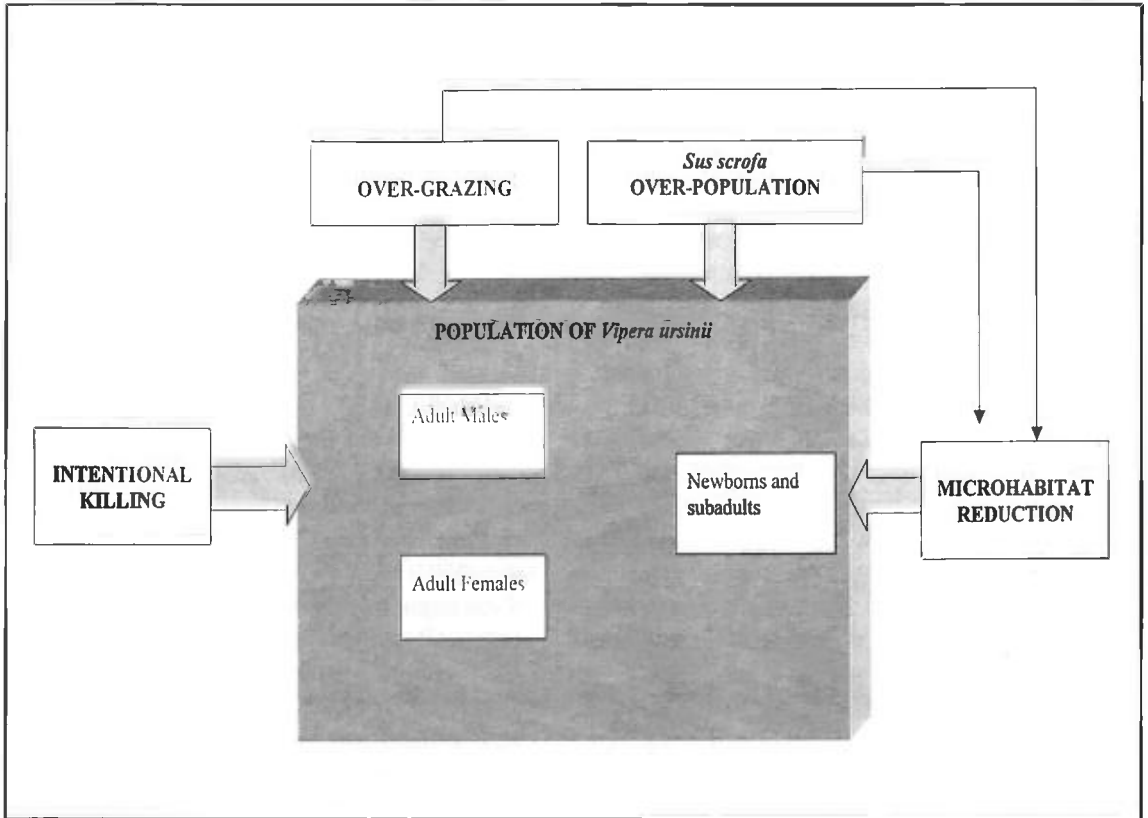 OVER-GRAZING
Sus scrofa
OVER-POPULATION
POPULATION OF Vipera ursinii
Adult Males
INTENTIONAL
KILLING
Newborns and
subadults
MICROHABITAT
REDUCTION
Adult Females